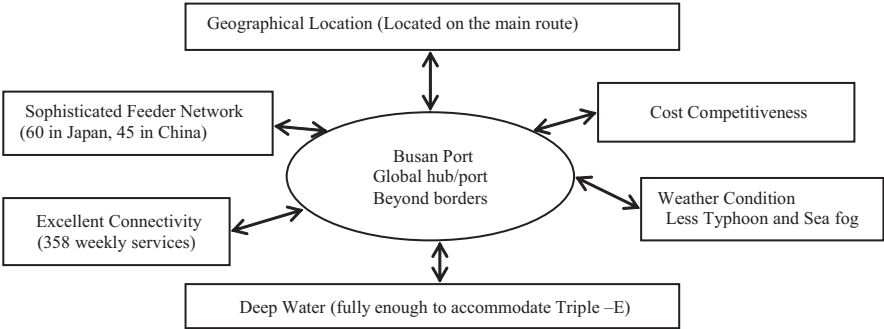 Geographical Location (Located on the main route)
Sophisticated Feeder Network
(60 in Japan, 45 in China)
Cost Competitiveness
Busan Port
Global hub/port
Beyond borders
Weather Condition
Less Typhoon and Sea fog
Excellent Connectivity
(358 weekly services)
Deep Water (fully enough to accommodate Triple –E)